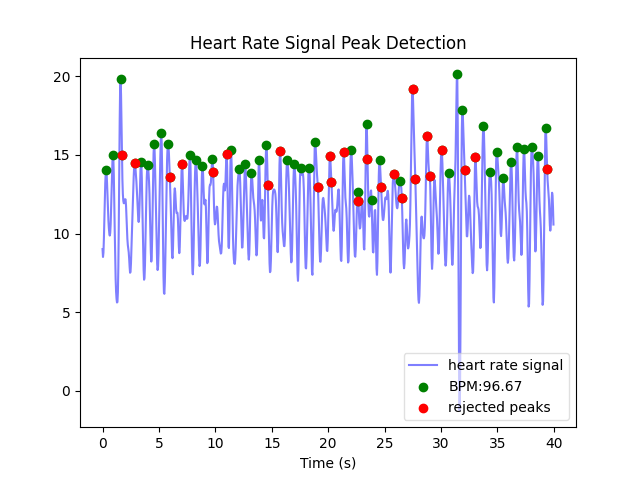 Heart Rate Signal Peak Detection
20
15
10
5
0
heart rate signal
BPM:96.67
rejected peaks
0 5 10 15 20 25 30 35 40
Time (s)